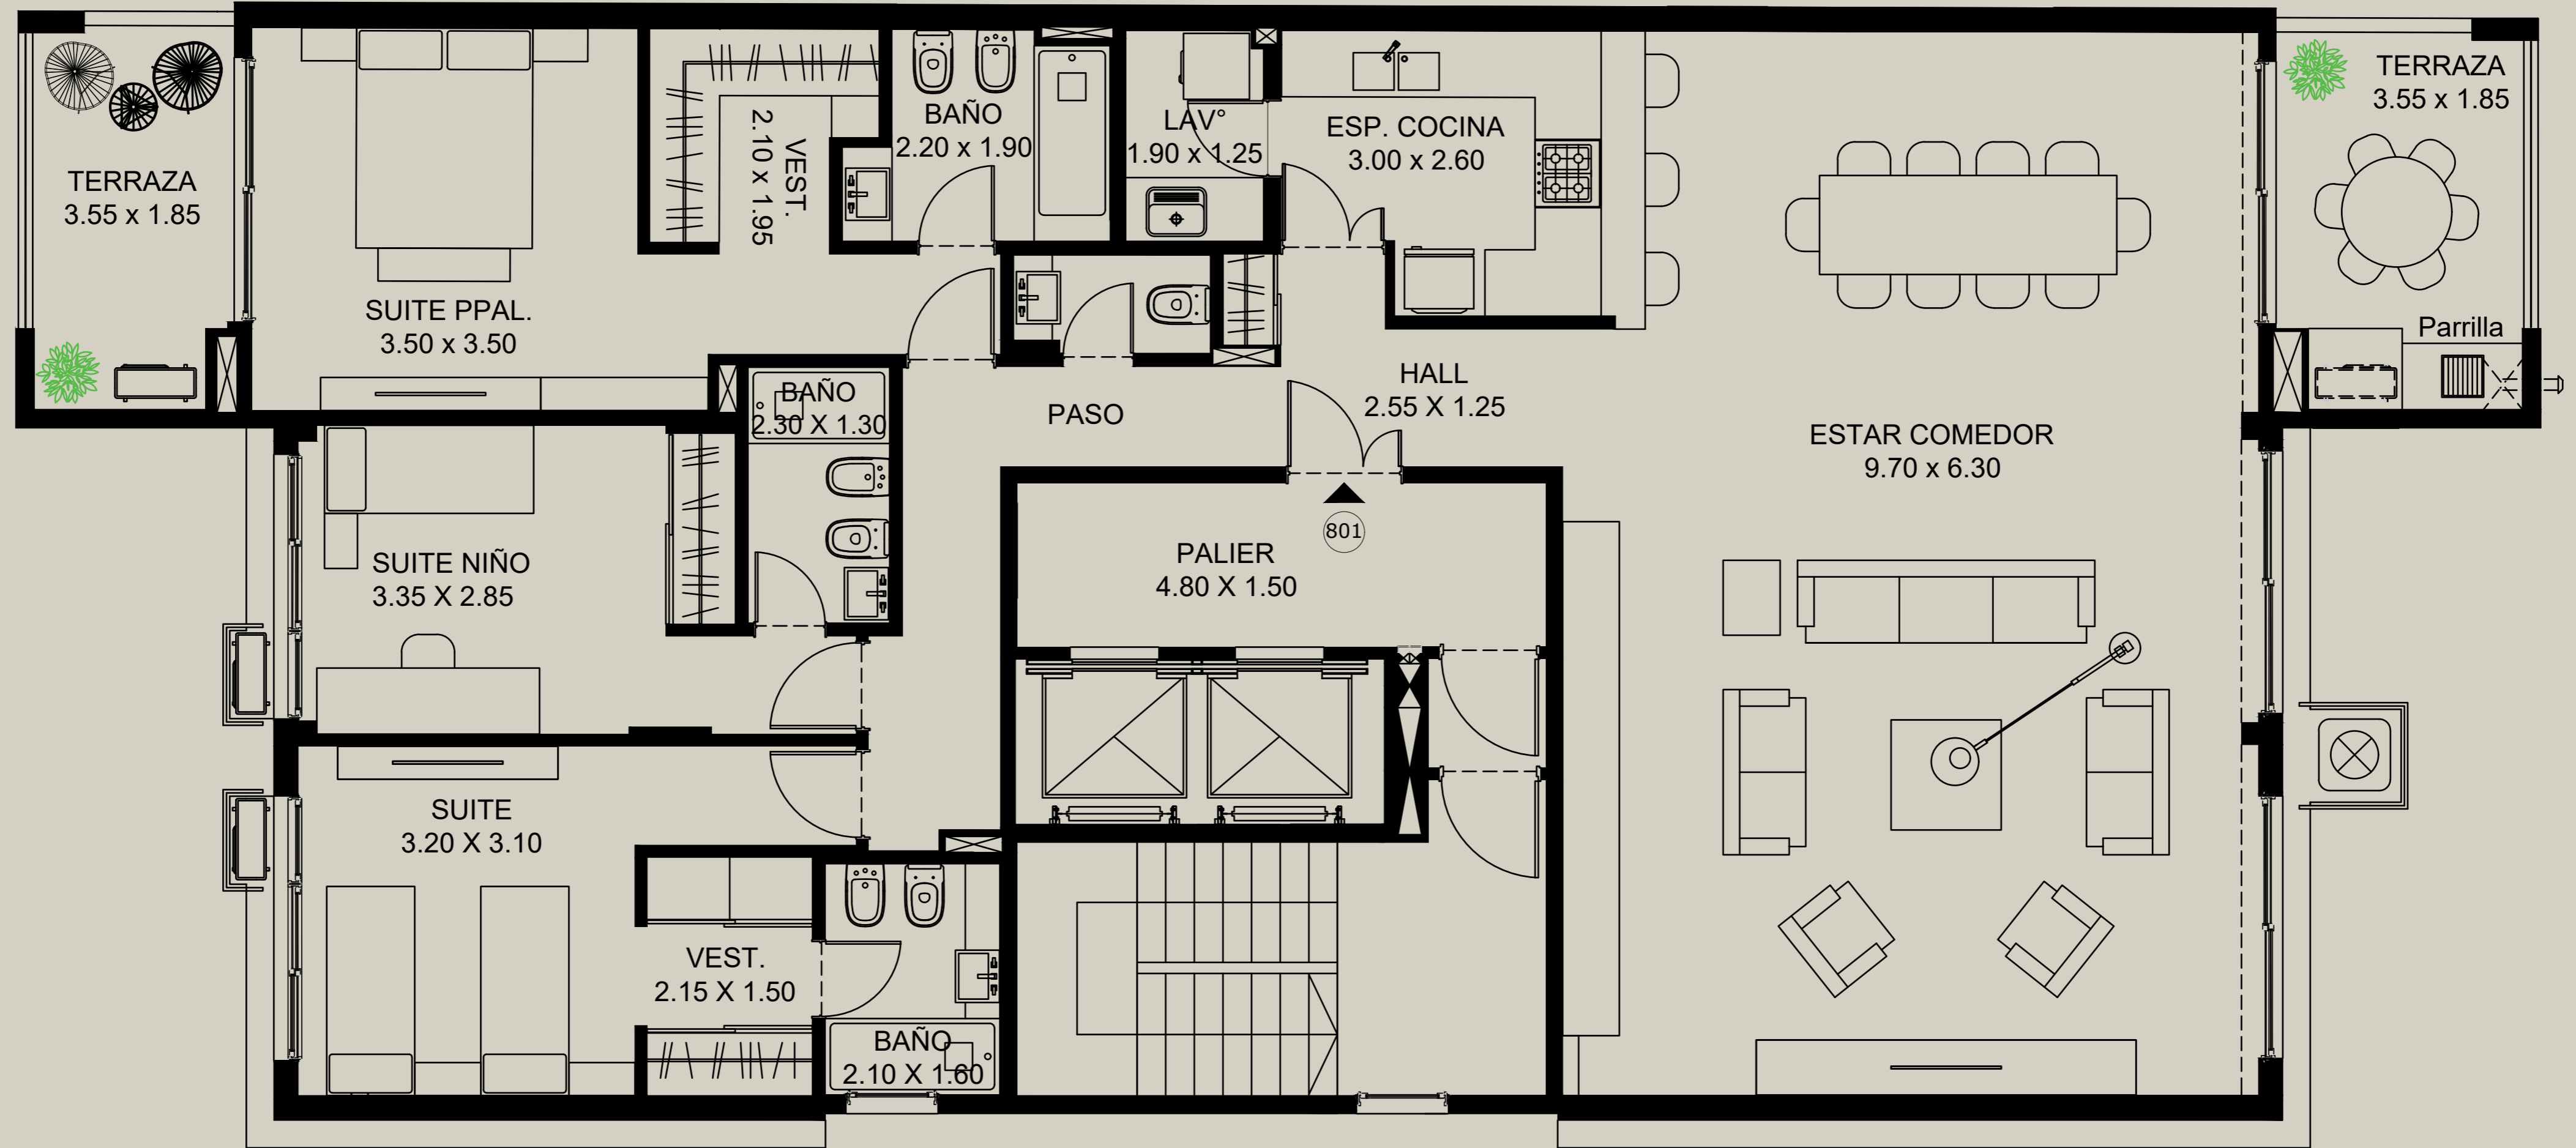 TERRAZA
3.55 x 1.85
SUITE PPAL.
3.50 x 3.50
VEST.
2.10 x 1.95
BAÑO
2.20 x 1.90
LAV°
1.90 x 1.25
ESP. COCINA
3.00 x 2.60
TERRAZA
3.55 x 1.85
Parrilla
BAÑO
2.30 X 1.30
PASO
HALL
2.55 X 1.25
ESTAR COMEDOR
9.70 x 6.30
SUITE NIÑO
3.35 X 2.85
PALIER
4.80 X 1.50
801
SUITE
3.20 X 3.10
VEST.
2.15 X 1.50
BAÑO
2.10 X 1.60